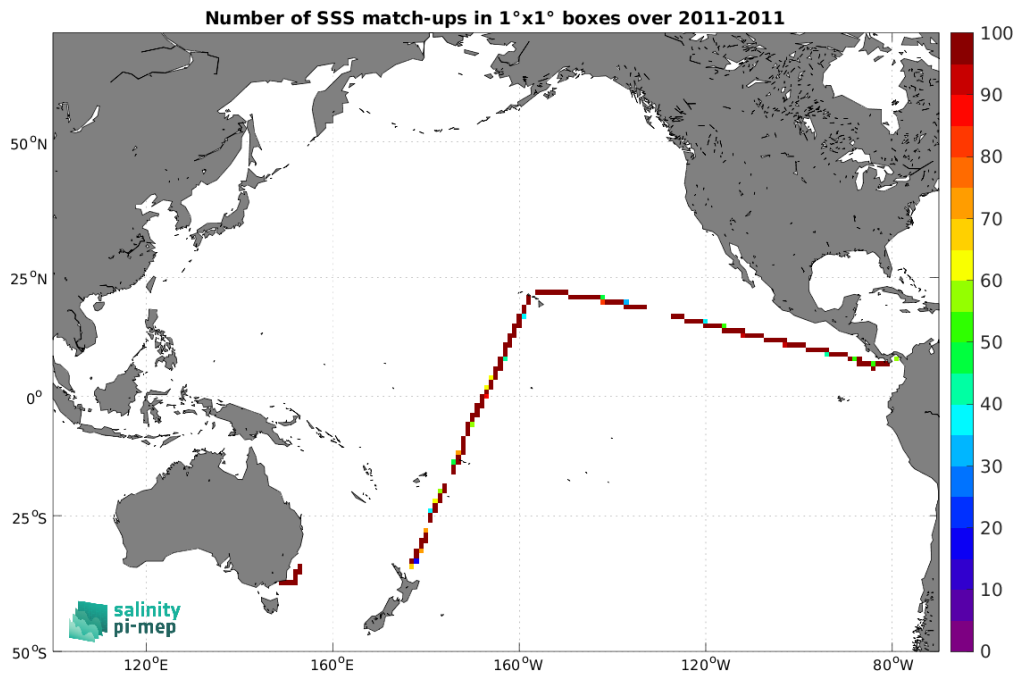 Number of SSS match-ups in 1°x1° boxes over 2011-2011
100
90
80
70
60
50
40
30
20
10
0
50°N
25°N
0°
25°S
50°S
120°E
160°E
160°W
120°W
80°W
salinity
pi-mep